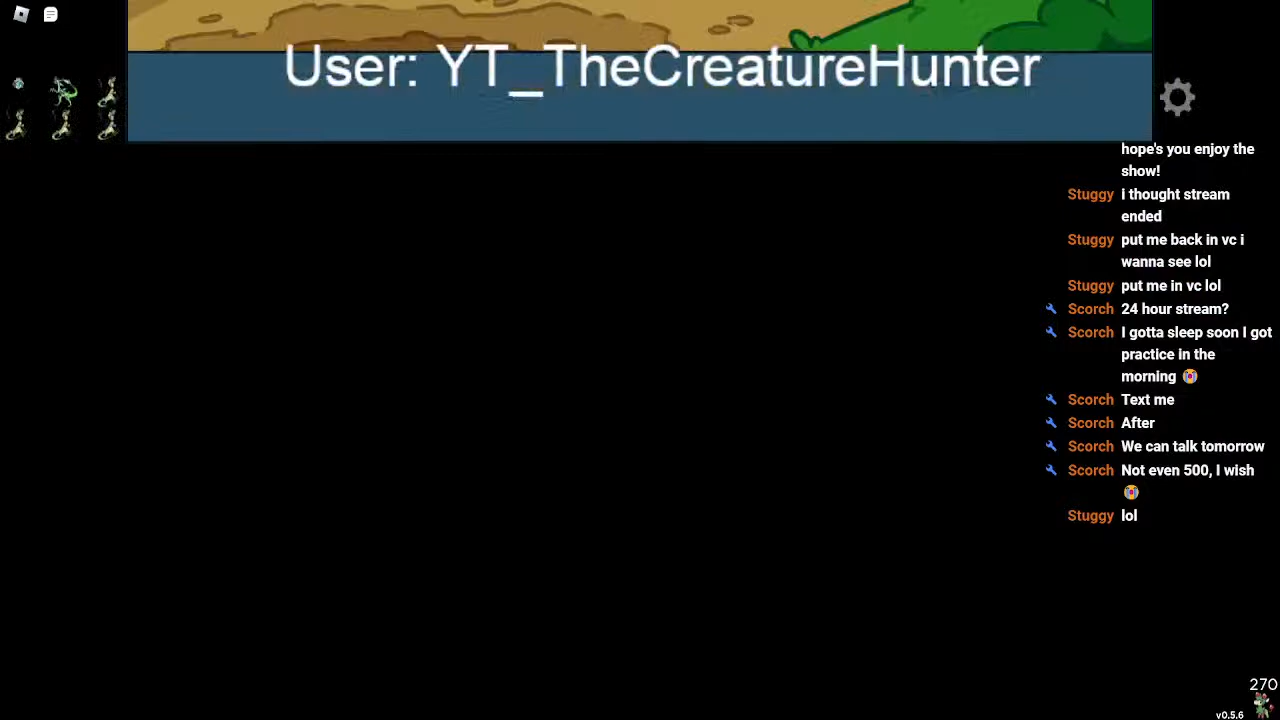 User: YT_TheCreatureHunter
hope's you enjoy the
show!
Stuggy i thought stream
ended
Stuggy put me back in vc i
wanna see lol
Stuggy put me in vc lol
Scorch 24 hour stream?
Scorch I gotta sleep soon I got
practice in the
morning 😭
Scorch Text me
Scorch After
Scorch We can talk tomorrow
Scorch Not even 500, I wish
😭
Stuggy lol
270
v0.5.6